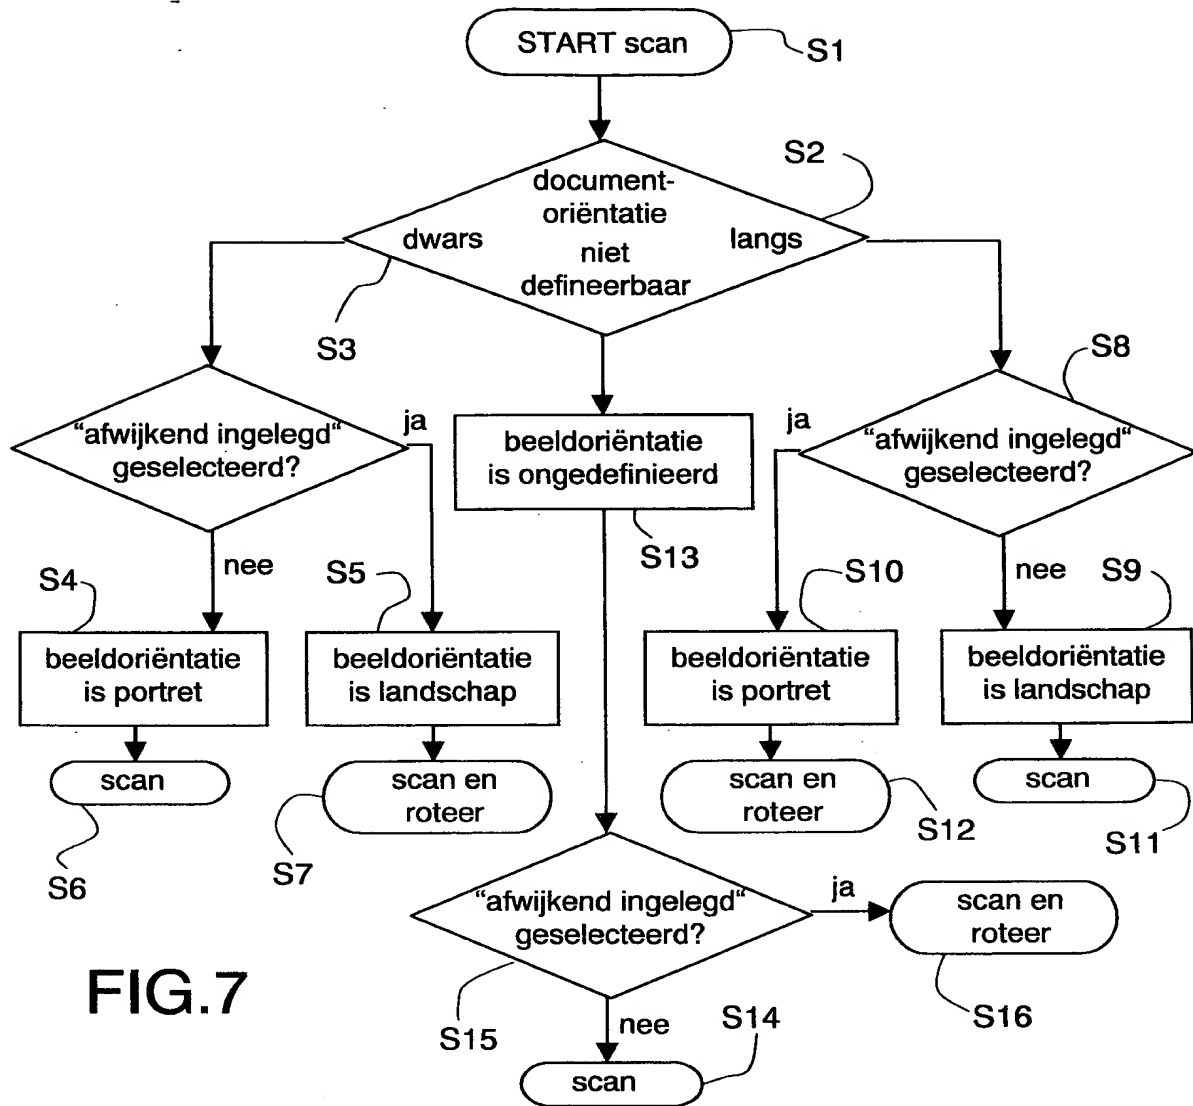 START scan
S1
S2
document-
oriëntatie
dwars
langs
niet
defineerbaar
S3
S8
“afwijkend ingelegd“
geselecteerd?
ja
beeldoriëntatie
is ongedefinieerd
ja
“afwijkend ingelegd“
geselecteerd?
S13
nee
nee
S4
S5
S10
S9
beeldoriëntatie
is portret
beeldoriëntatie
is landschap
beeldoriëntatie
is portret
beeldoriëntatie
is landschap
scan
scan en
roteer
scan en
roteer
scan
S6
S7
S12
S11
“afwijkend ingelegd“
geselecteerd?
ja
scan en
roteer
FIG.7
S15
nee
S14
S16
scan